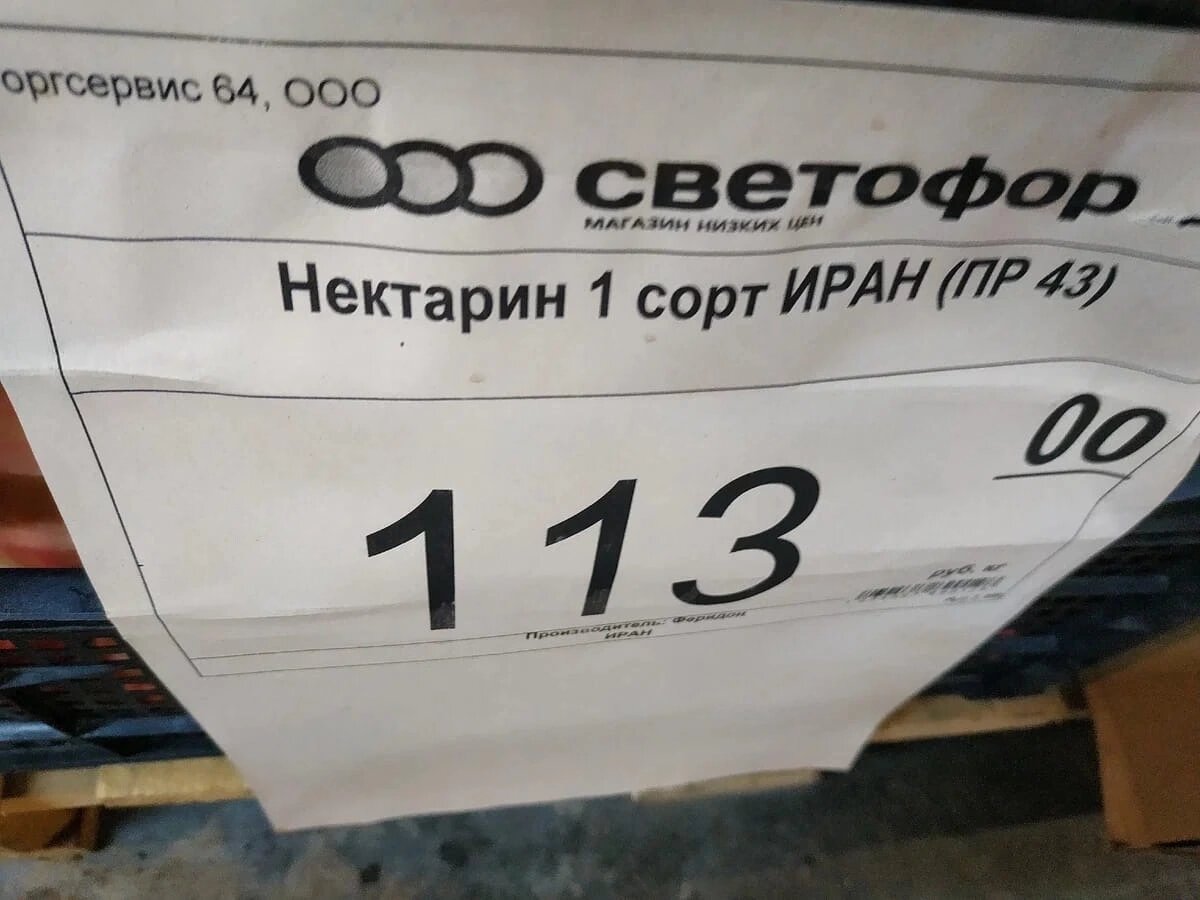 оргсервис 64, ООО
светофор
МАГАЗИН НИЗКИХ ЦЕН
Нектарин 1 сорт ИРАН (ПР 43)
113 00
руб. кг
Производитель: Феридон
ИРАН